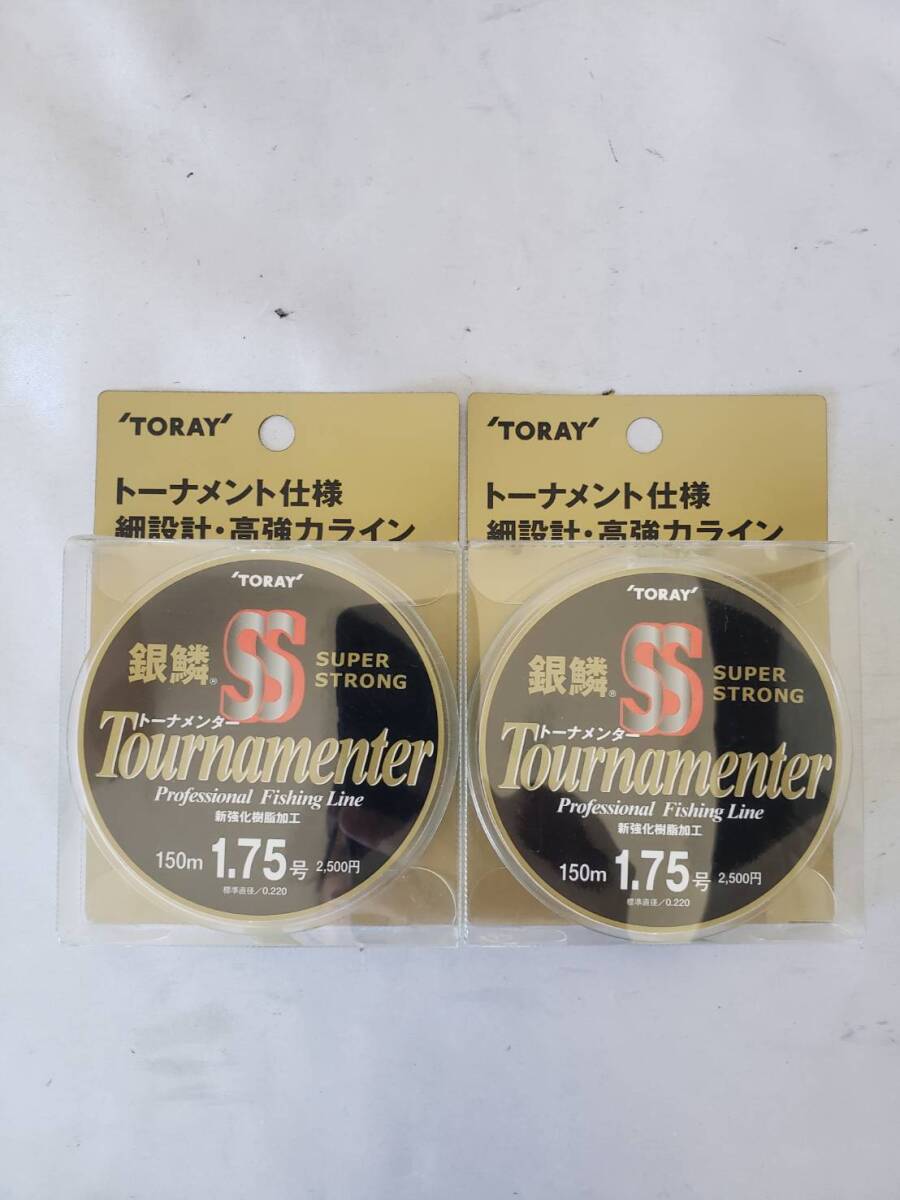 'TORAY'
トーナメント仕様
細設計・高強力ライン
'TORAY'
銀鱗® SS SUPER STRONG
トーナメンター
Tournamenter
Professional Fishing Line
新強化樹脂加工
150m 1.75号 2,500円
標準直径/0.220
'TORAY'
トーナメント仕様
細設計・高強力ライン
'TORAY'
銀鱗® SS SUPER STRONG
トーナメンター
Tournamenter
Professional Fishing Line
新強化樹脂加工
150m 1.75号 2,500円
標準直径/0.220